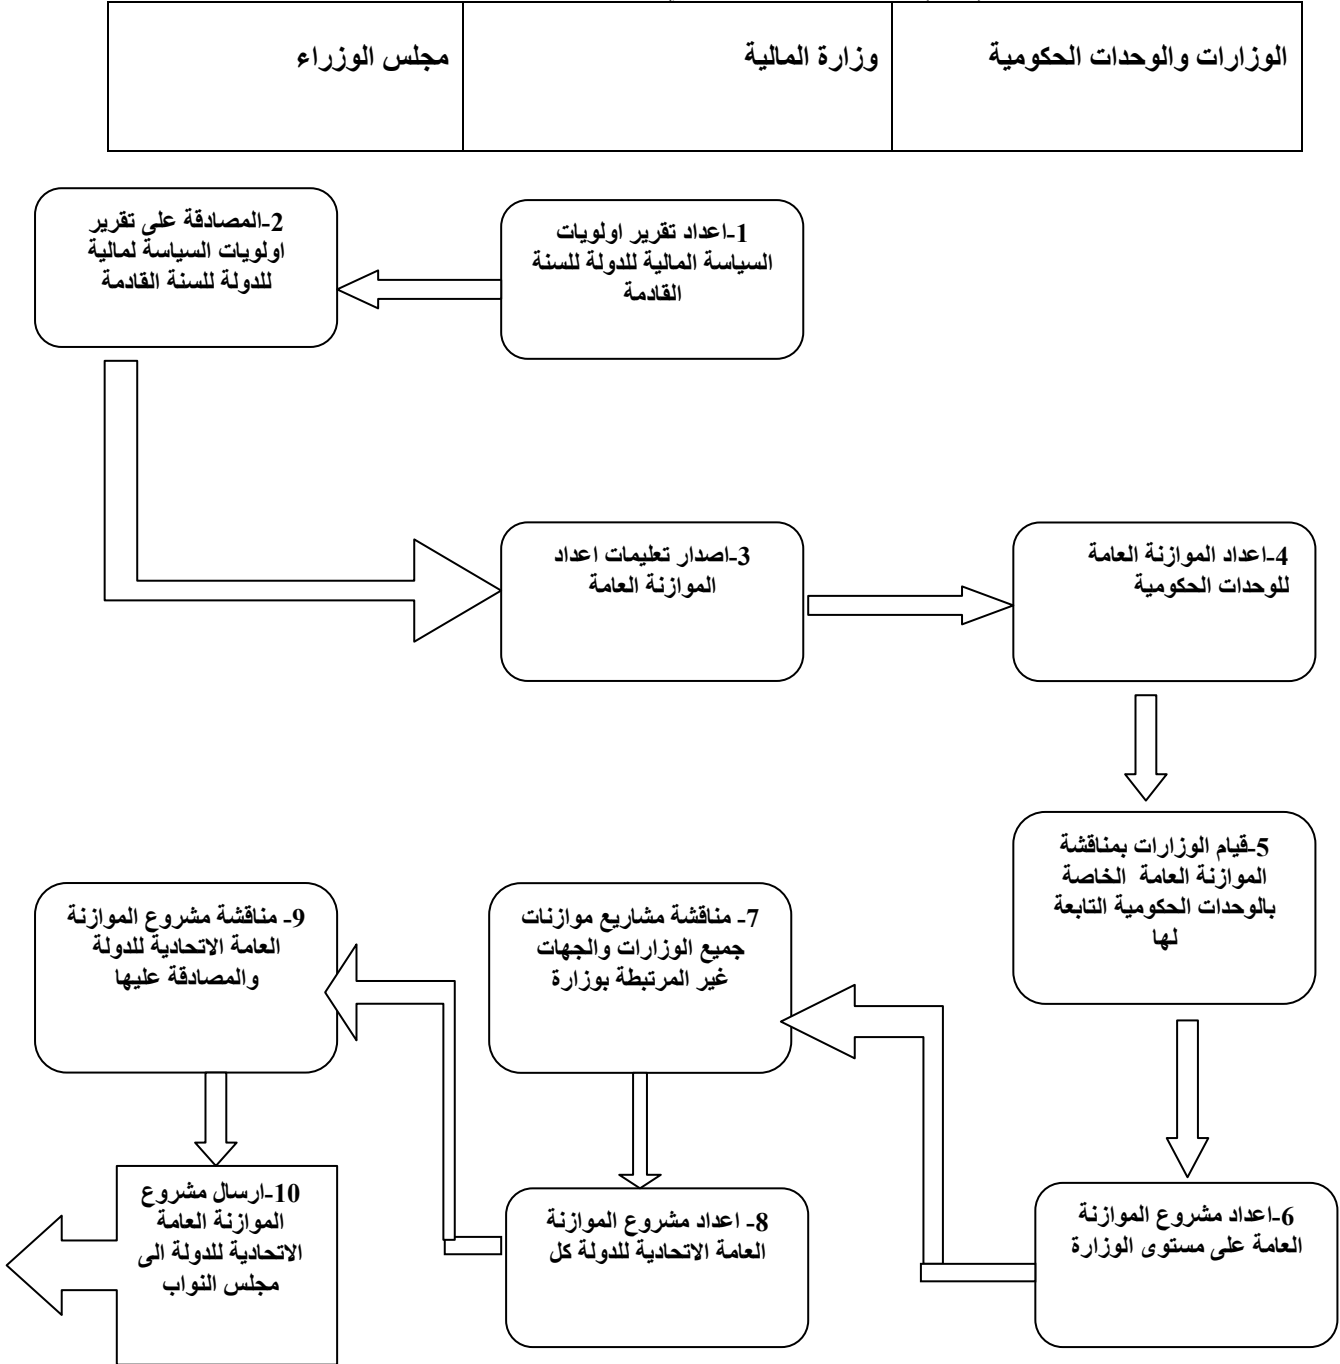 الوزارات والوحدات الحكومية
وزارة المالية
مجلس الوزراء
1-اعداد تقرير اولويات
السياسة المالية للدولة للسنة
القادمة
2-المصادقة على تقرير
اولويات السياسة لمالية
للدولة للسنة القادمة
3-اصدار تعليمات اعداد
الموازنة العامة
4-اعداد الموازنة العامة
للوحدات الحكومية
5-قيام الوزارات بمناقشة
الموازنة العامة الخاصة
بالوحدات الحكومية التابعة
لها
6-اعداد مشروع الموازنة
العامة على مستوى الوزارة
7- مناقشة مشاريع موازنات
جميع الوزارات والجهات
غير المرتبطة بوزارة
8- اعداد مشروع الموازنة
العامة الاتحادية للدولة كل
9- مناقشة مشروع الموازنة
العامة الاتحادية للدولة
والمصادقة عليها
10-ارسال مشروع
الموازنة العامة
الاتحادية للدولة الى
مجلس النواب